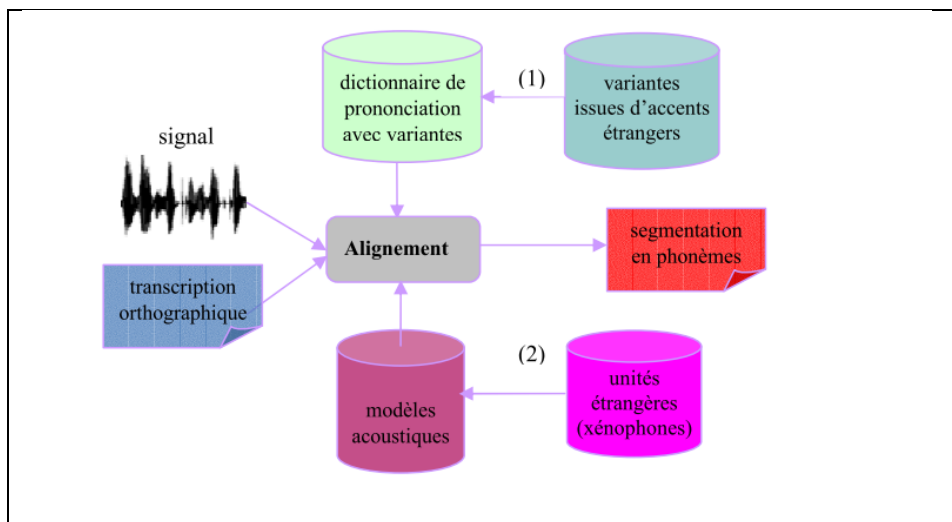 dictionnaire de
prononciation
avec variantes
(1)
variantes
issues d’accents
étrangers
signal
Alignement
segmentation
en phonèmes
transcription
orthographique
(2)
modèles
acoustiques
unités
étrangères
(xénophones)